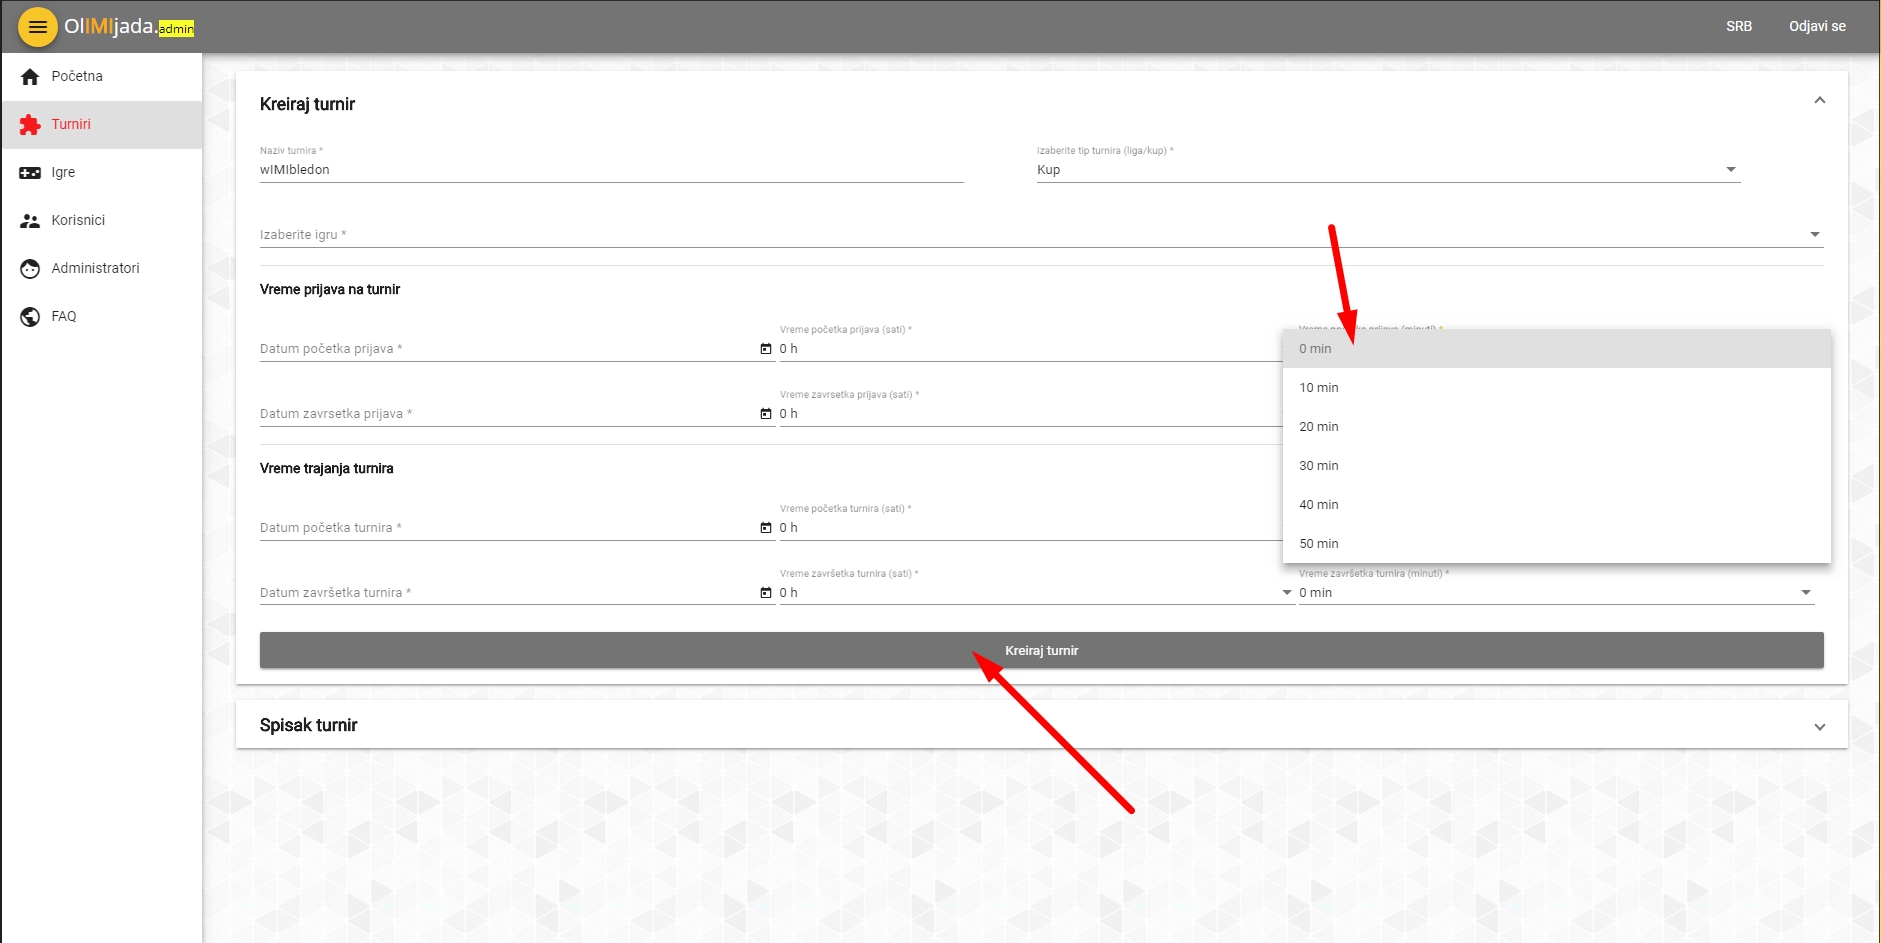 OlIMIjada.admin
SRB
Odjavi se
Početna
Turniri
Igre
Korisnici
Administratori
FAQ
Kreiraj turnir
Naziv turnira *
wIMIbledon
Izaberite tip turnira (liga/kup) *
Kup
Izaberite igru *
Vreme prijava na turnir
Datum početka prijava *
Vreme početka prijava (sati) *
0 h
Vreme početka prijava (minuti) *
0 min
10 min
20 min
30 min
40 min
50 min
Datum zavrsetka prijava *
Vreme zavrsetka prijava (sati) *
0 h
Vreme trajanja turnira
Datum početka turnira *
Vreme početka turnira (sati) *
0 h
Datum završetka turnira *
Vreme završetka turnira (sati) *
0 h
Vreme završetka turnira (minuti) *
0 min
Kreiraj turnir
Spisak turnir